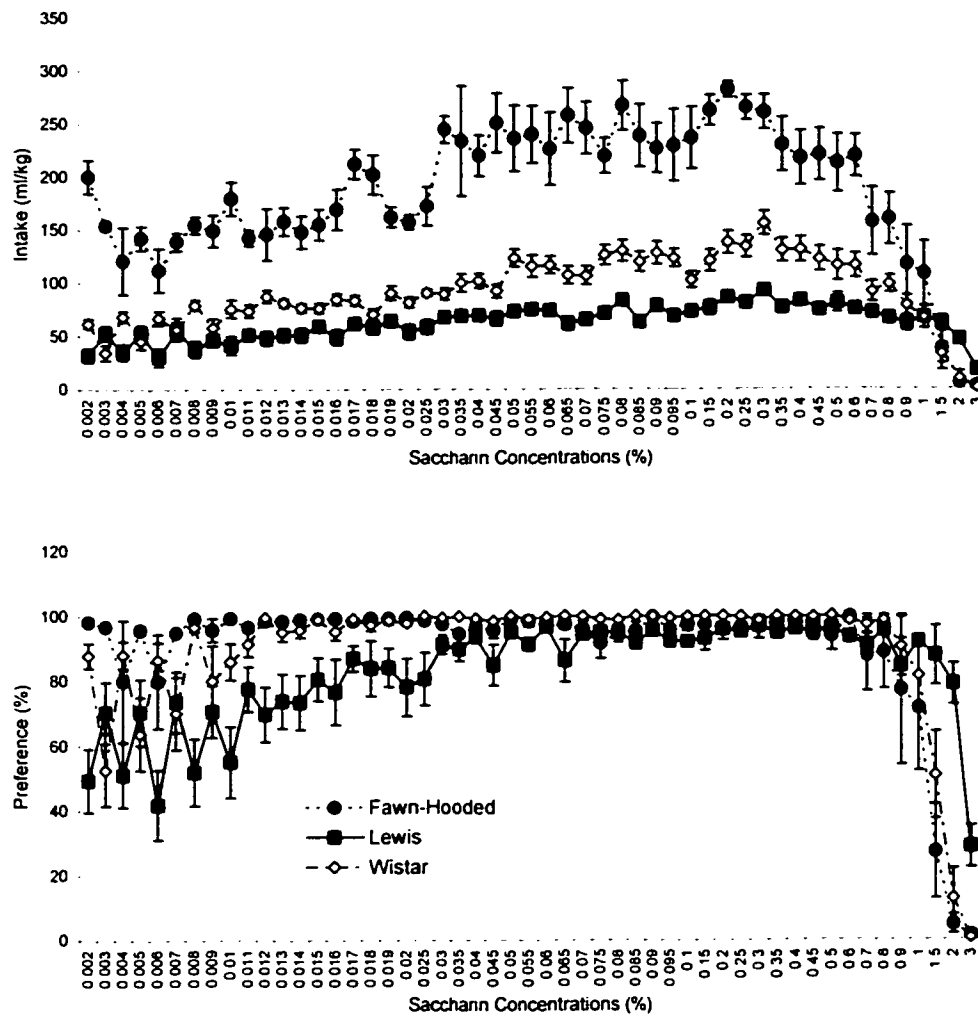 350
300
250
200
150
100
50
0
Intake (ml/kg)
0 002 0 003 0 004 0 005 0 006 0 007 0 008 0 009 0 01 0 011 0 012 0 013 0 014 0 015 0 016 0 017 0 018 0 019 0 02 0 025 0 03 0 035 0 04 0 045 0 05 0 055 0 06 0 065 0 07 0 075 0 08 0 085 0 09 0 095 0 1 0 15 0 2 0 25 0 3 0 35 0 4 0 45 0 5 0 6 0 7 0 8 0 9 1 1 5 2 3
Saccharin Concentrations (%)
120
100
80
60
40
20
0
Preference (%)
Fawn-Hooded
Lewis
Wistar
0 002 0 003 0 004 0 005 0 006 0 007 0 008 0 009 0 01 0 011 0 012 0 013 0 014 0 015 0 016 0 017 0 018 0 019 0 02 0 025 0 03 0 035 0 04 0 045 0 05 0 055 0 06 0 065 0 07 0 075 0 08 0 085 0 09 0 095 0 1 0 15 0 2 0 25 0 3 0 35 0 4 0 45 0 5 0 6 0 7 0 8 0 9 1 1 5 2 3
Saccharin Concentrations (%)